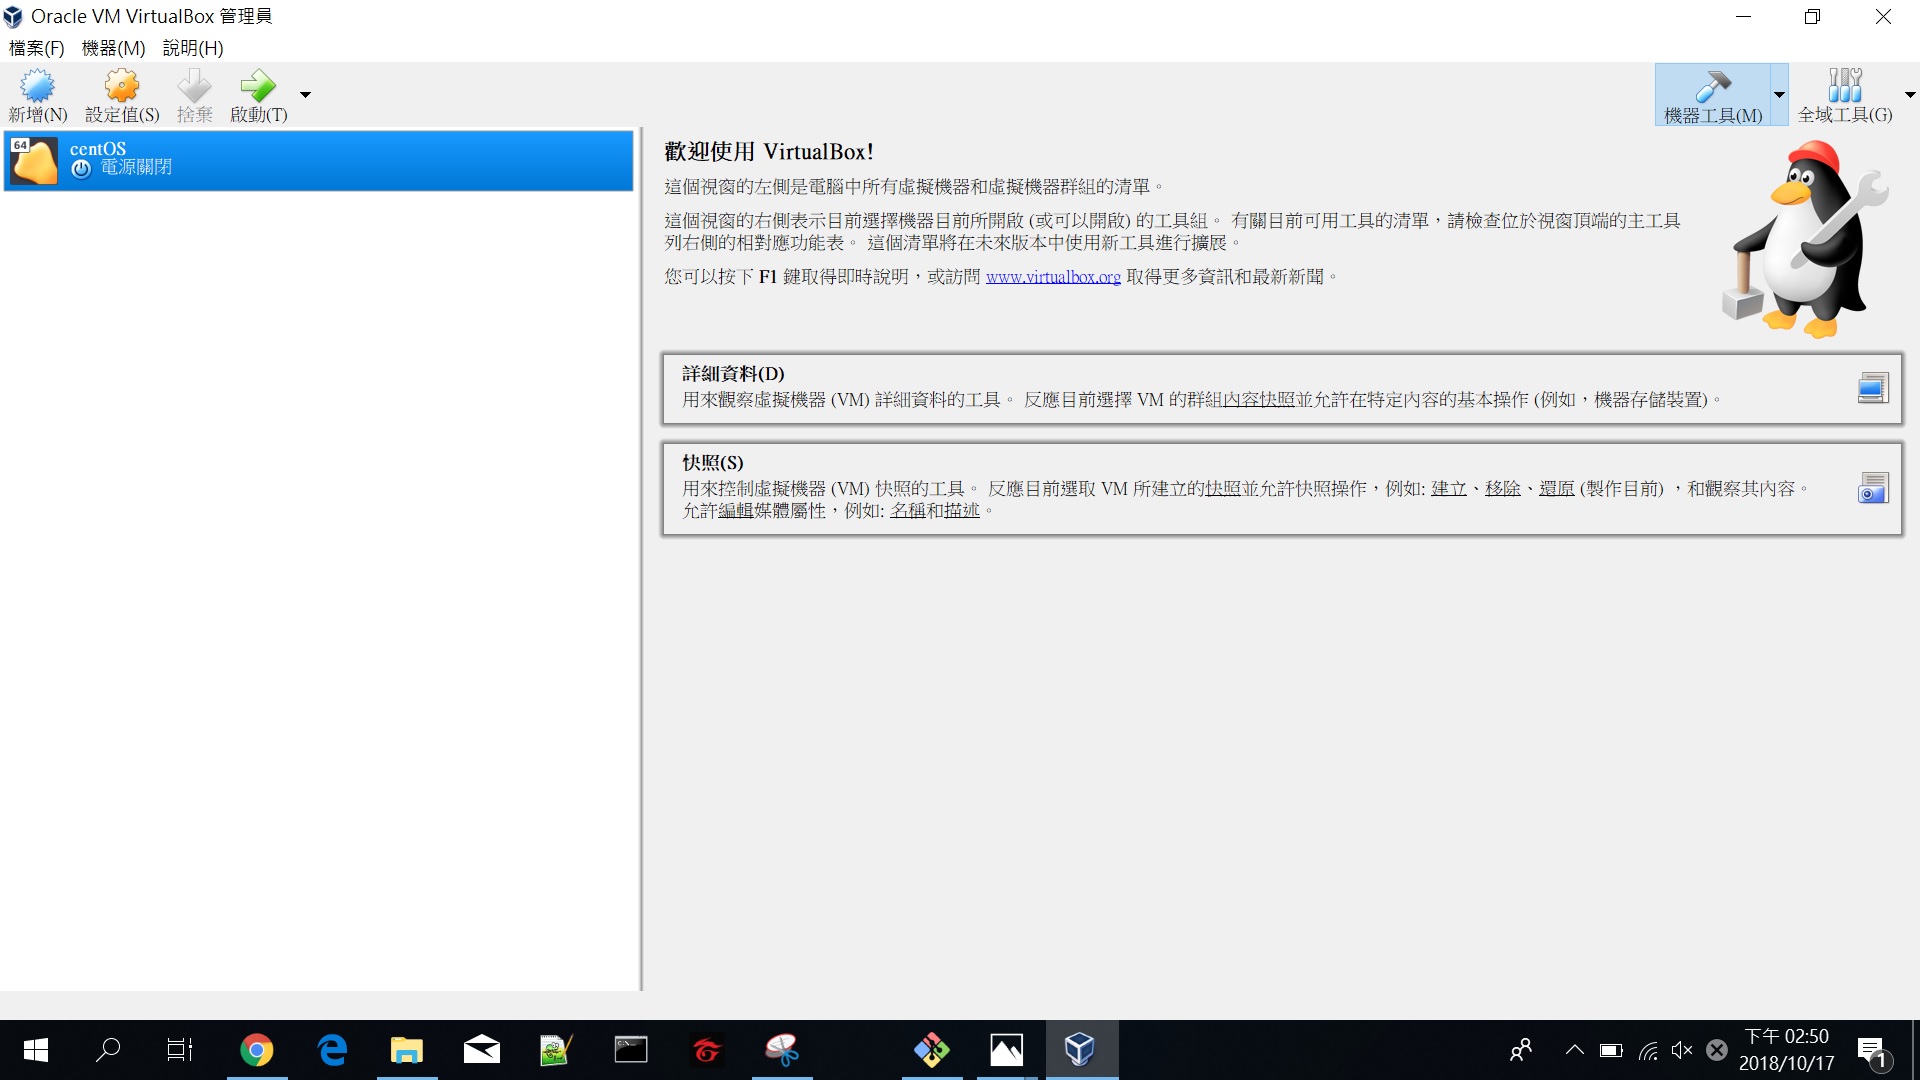 Oracle VM VirtualBox 管理員
檔案(F) 機器(M) 說明(H)
新增(N) 設定值(S) 捨棄 啟動(T) 機器工具(M) 全域工具(G)
64
centOS
電源關閉
歡迎使用 VirtualBox!
這個視窗的左側是電腦中所有虛擬機器和虛擬機器群組的清單。
這個視窗的右側表示目前選擇機器目前所開啟 (或可以開啟) 的工具組。 有關目前可用工具的清單，請檢查位於視窗頂端的主工具
列右側的相對應功能表。 這個清單將在未來版本中使用新工具進行擴展。
您可以按下 F1 鍵取得即時說明，或訪問 www.virtualbox.org 取得更多資訊和最新新聞。
詳細資料(D)
用來觀察虛擬機器 (VM) 詳細資料的工具。 反應目前選擇 VM 的群組內容快照並允許在特定內容的基本操作 (例如，機器存儲裝置)。
快照(S)
用來控制虛擬機器 (VM) 快照的工具。 反應目前選取 VM 所建立的快照並允許快照操作，例如: 建立、移除、還原 (製作目前) ，和觀察其內容。
允許編輯媒體屬性，例如: 名稱和描述。
下午 02:50
2018/10/17
1